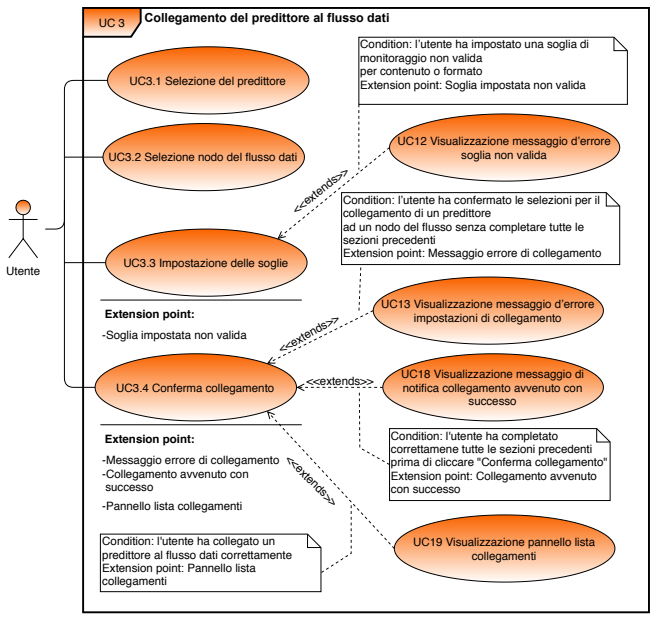 UC 3
Collegamento del predittore al flusso dati
Condition: l'utente ha impostato una soglia di
monitoraggio non valida
per contenuto o formato
Extension point: Soglia impostata non valida
UC3.1 Selezione del predittore
UC12 Visualizzazione messaggio d'errore
soglia non valida
UC3.2 Selezione nodo del flusso dati
<<extends>>
Condition: l'utente ha confermato le selezioni per il
collegamento di un predittore
ad un nodo del flusso senza completare tutte le
sezioni precedenti
Extension point: Messaggio errore di collegamento
Utente
UC3.3 Impostazione delle soglie
Extension point:
-Soglia impostata non valida
UC13 Visualizzazione messaggio d'errore
impostazioni di collegamento
<<extends>>
UC3.4 Conferma collegamento
<<extends>>
UC18 Visualizzazione messaggio di
notifica collegamento avvenuto con
successo
Extension point:
-Messaggio errore di collegamento
-Collegamento avvenuto con
successo
-Pannello lista collegamenti
<<extends>>
Condition: l'utente ha completato
correttamene tutte le sezioni precedenti
prima di cliccare "Conferma collegamento"
Extension point: Collegamento avvenuto
con successo
Condition: l'utente ha collegato un
predittore al flusso dati correttamente
Extension point: Pannello lista
collegamenti
UC19 Visualizzazione pannello lista
collegamenti